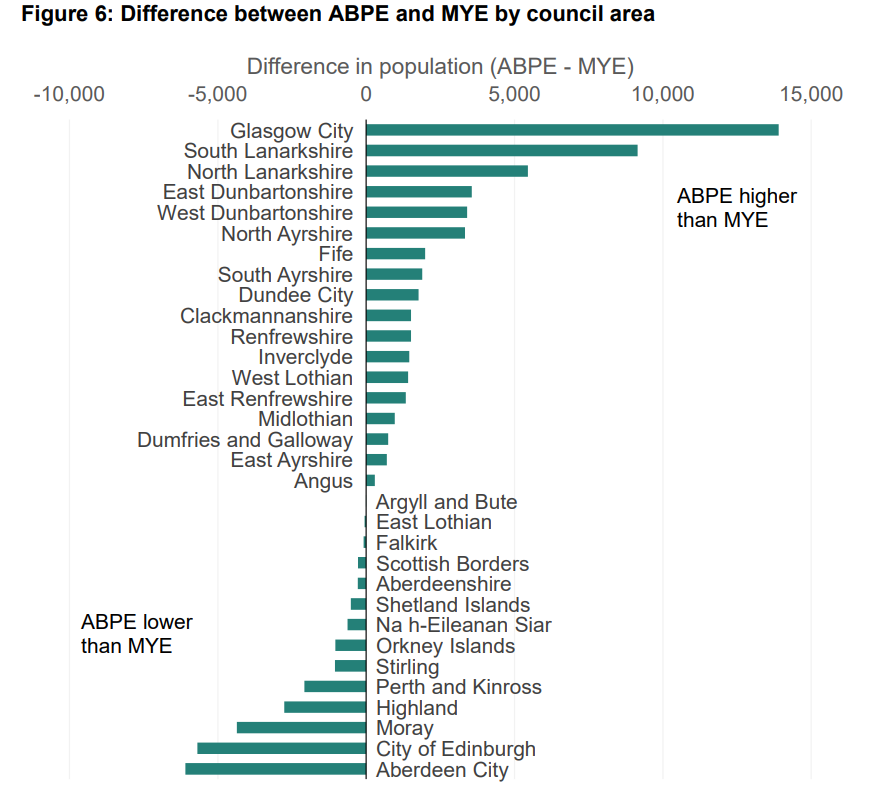 Figure 6: Difference between ABPE and MYE by council area
Difference in population (ABPE - MYE)
-10,000 -5,000 0 5,000 10,000 15,000
Glasgow City
South Lanarkshire
North Lanarkshire
East Dunbartonshire
ABPE higher
than MYE
West Dunbartonshire
North Ayrshire
Fife
South Ayrshire
Dundee City
Clackmannanshire
Renfrewshire
Inverclyde
West Lothian
East Renfrewshire
Midlothian
Dumfries and Galloway
East Ayrshire
Angus
Argyll and Bute
East Lothian
Falkirk
Scottish Borders
Aberdeenshire
Shetland Islands
ABPE lower
than MYE
Na h-Eileanan Siar
Orkney Islands
Stirling
Perth and Kinross
Highland
Moray
City of Edinburgh
Aberdeen City